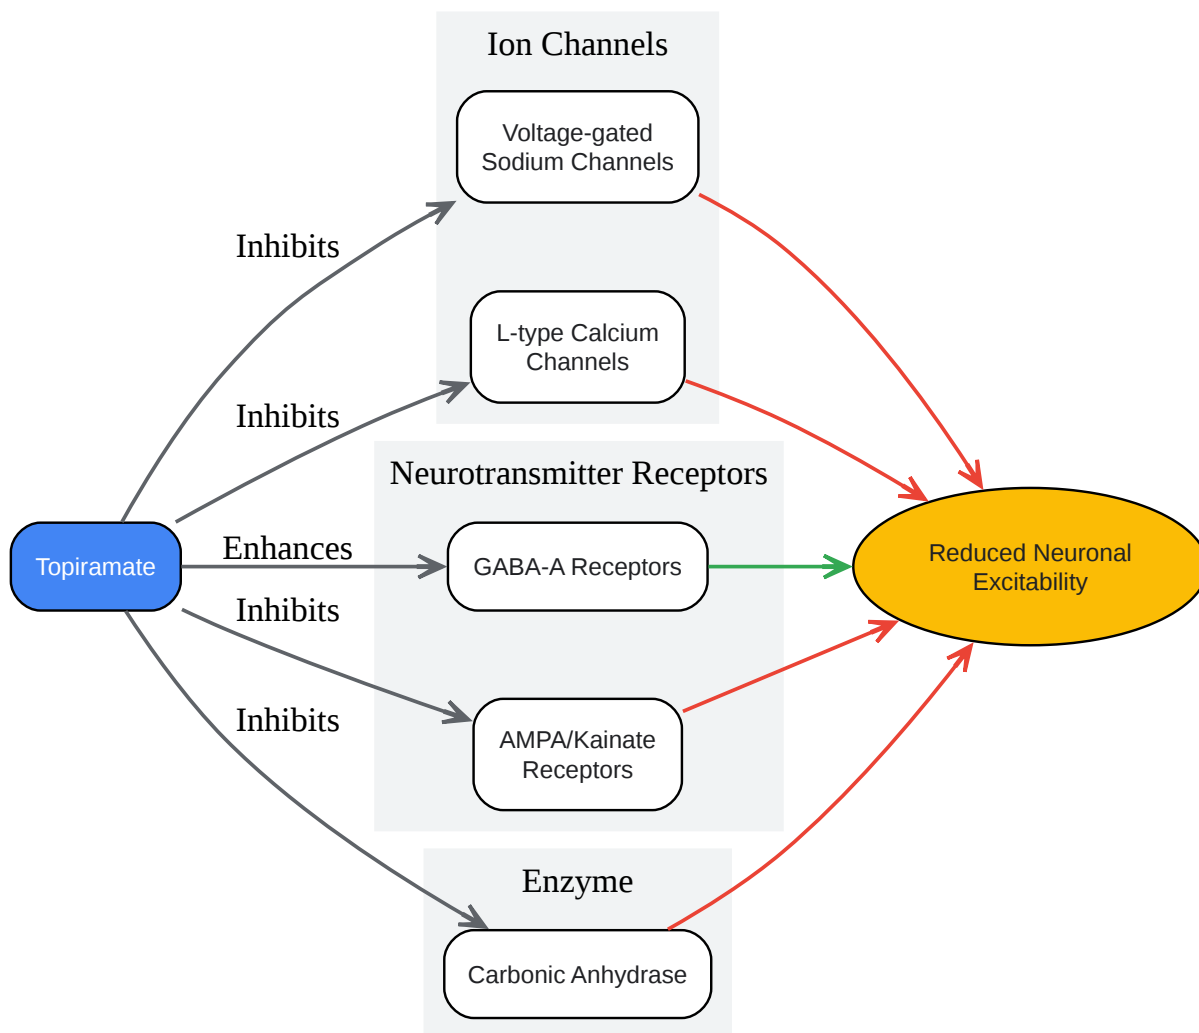 Ion Channels
Voltage-gated
Sodium Channels
Inhibits
L-type Calcium
Channels
Inhibits
Neurotransmitter Receptors
Topiramate
Enhances
GABA-A Receptors
Reduced Neuronal
Excitability
Inhibits
AMPA/Kainate
Receptors
Inhibits
Enzyme
Carbonic Anhydrase